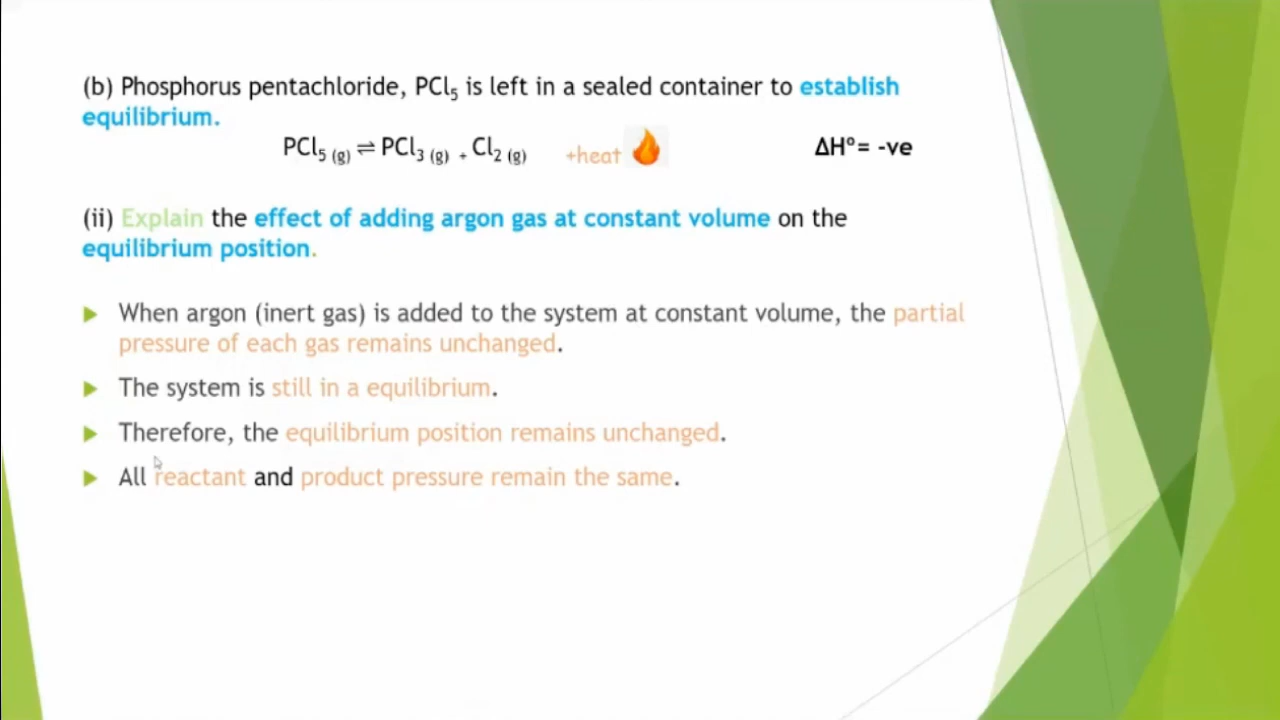 (b) Phosphorus pentachloride, PCl₅ is left in a sealed container to establish
equilibrium.
PCl₅ (g) ⇌ PCl₃ (g) + Cl₂ (g) +heat ΔHº= -ve
(ii) Explain the effect of adding argon gas at constant volume on the
equilibrium position.
When argon (inert gas) is added to the system at constant volume, the partial
pressure of each gas remains unchanged.
The system is still in a equilibrium.
Therefore, the equilibrium position remains unchanged.
All reactant and product pressure remain the same.